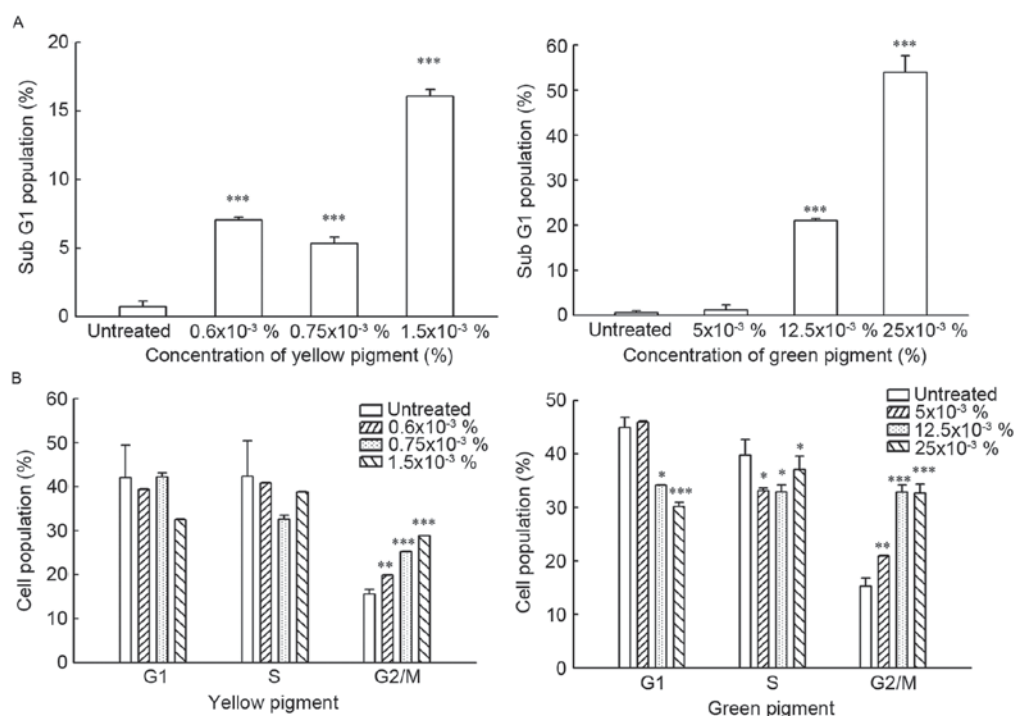 A
Sub G1 population (%)
20
15
10
5
0
***
***
***
Untreated 0.6x10⁻³ % 0.75x10⁻³ % 1.5x10⁻³ %
Concentration of yellow pigment (%)
Sub G1 population (%)
60
50
40
30
20
10
0
***
***
Untreated 5x10⁻³ % 12.5x10⁻³ % 25x10⁻³ %
Concentration of green pigment (%)
B
Cell population (%)
60
50
40
30
20
10
0
Untreated
0.6x10⁻³ %
0.75x10⁻³ %
1.5x10⁻³ %
** *** ***
G1 S G2/M
Yellow pigment
Cell population (%)
50
40
30
20
10
0
Untreated
5x10⁻³ %
12.5x10⁻³ %
25x10⁻³ %
* ***
* * *
** *** ***
G1 S G2/M
Green pigment